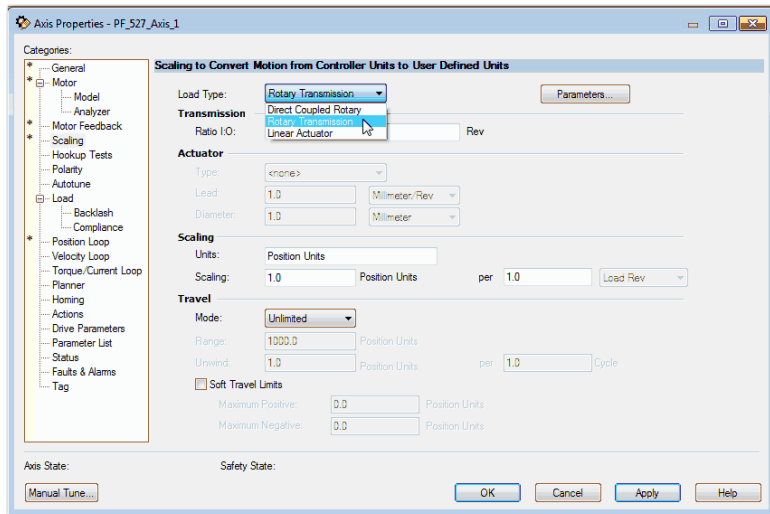 Axis Properties - PF_527_Axis_1
Categories:
* General
* Motor
Model
Analyzer
* Motor Feedback
* Scaling
Hookup Tests
Polarity
Autotune
Load
Backlash
Compliance
* Position Loop
Velocity Loop
Torque/Current Loop
Planner
Homing
Actions
Drive Parameters
Parameter List
Status
Faults & Alarms
Tag
Scaling to Convert Motion from Controller Units to User Defined Units
Load Type: Rotary Transmission Parameters...
Direct Coupled Rotary
Rotary Transmission
Linear Actuator
Transmission
Ratio I:O: Rev
Actuator
Type: <none>
Lead: 1.0 Millimeter/Rev
Diameter: 1.0 Millimeter
Scaling
Units: Position Units
Scaling: 1.0 Position Units per 1.0 Load Rev
Travel
Mode: Unlimited
Range: 1000.0 Position Units
Unwind: 1.0 Position Units per 1.0 Cycle
Soft Travel Limits
Maximum Positive: 0.0 Position Units
Maximum Negative: 0.0 Position Units
Axis State: Safety State:
Manual Tune... OK Cancel Apply Help